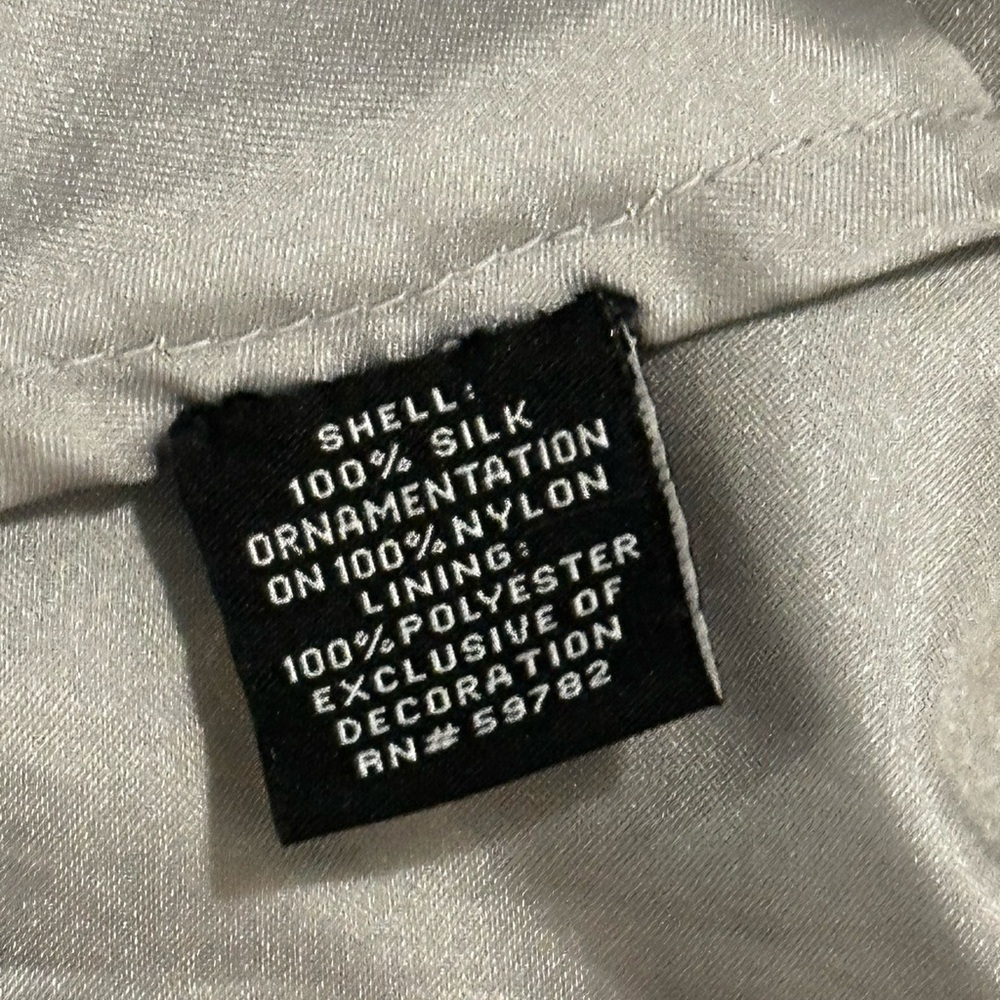 SHELL:
100% SILK
ORNAMENTATION
ON 100% NYLON
LINING:
100% POLYESTER
EXCLUSIVE OF
DECORATION
RN# 59782